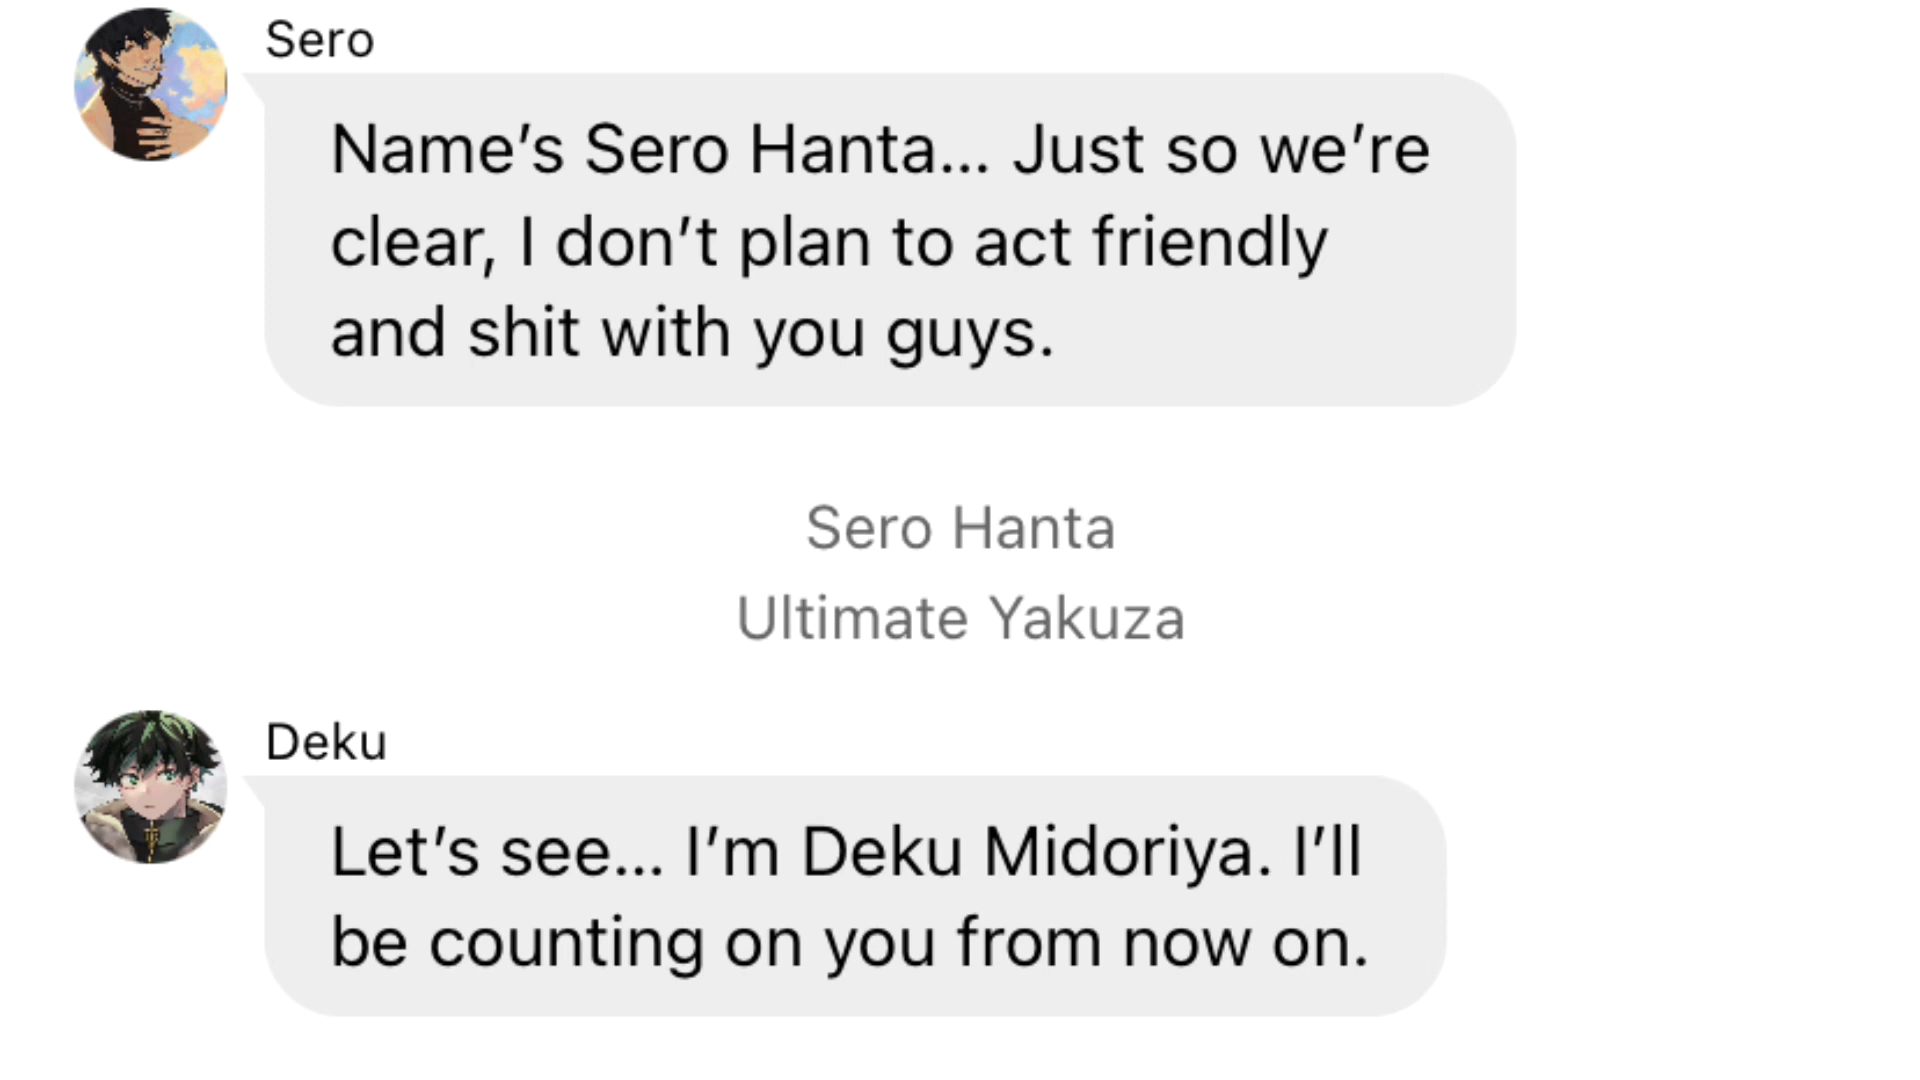 Sero
Name’s Sero Hanta... Just so we’re
clear, I don’t plan to act friendly
and shit with you guys.
Sero Hanta
Ultimate Yakuza
Deku
Let’s see... I’m Deku Midoriya. I’ll
be counting on you from now on.